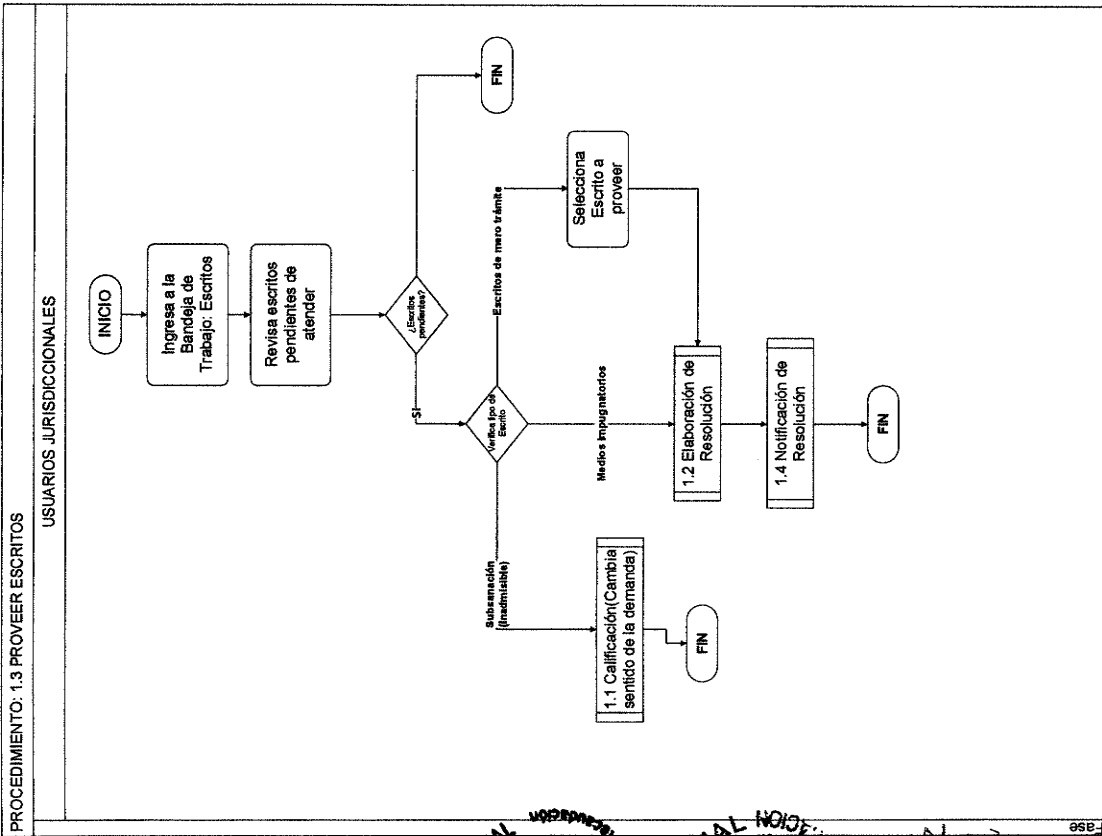 PROCEDIMIENTO: 1.3 PROVEER ESCRITOS
USUARIOS JURISDICCIONALES
INICIO
Ingresa a la
Bandeja de
Trabajo: Escritos
Revisa escritos
pendientes de
atender
¿Escritos
pendientes?
SI
FIN
Verifica tipo de
Escrito
Subsanación
(Inadmisible)
Medios impugnatorios
Escritos de mero trámite
Selecciona
Escrito a
proveer
1.1 Calificación(Cambia
sentido de la demanda)
FIN
1.2 Elaboración de
Resolución
1.4 Notificación de
Resolución
FIN
Fase